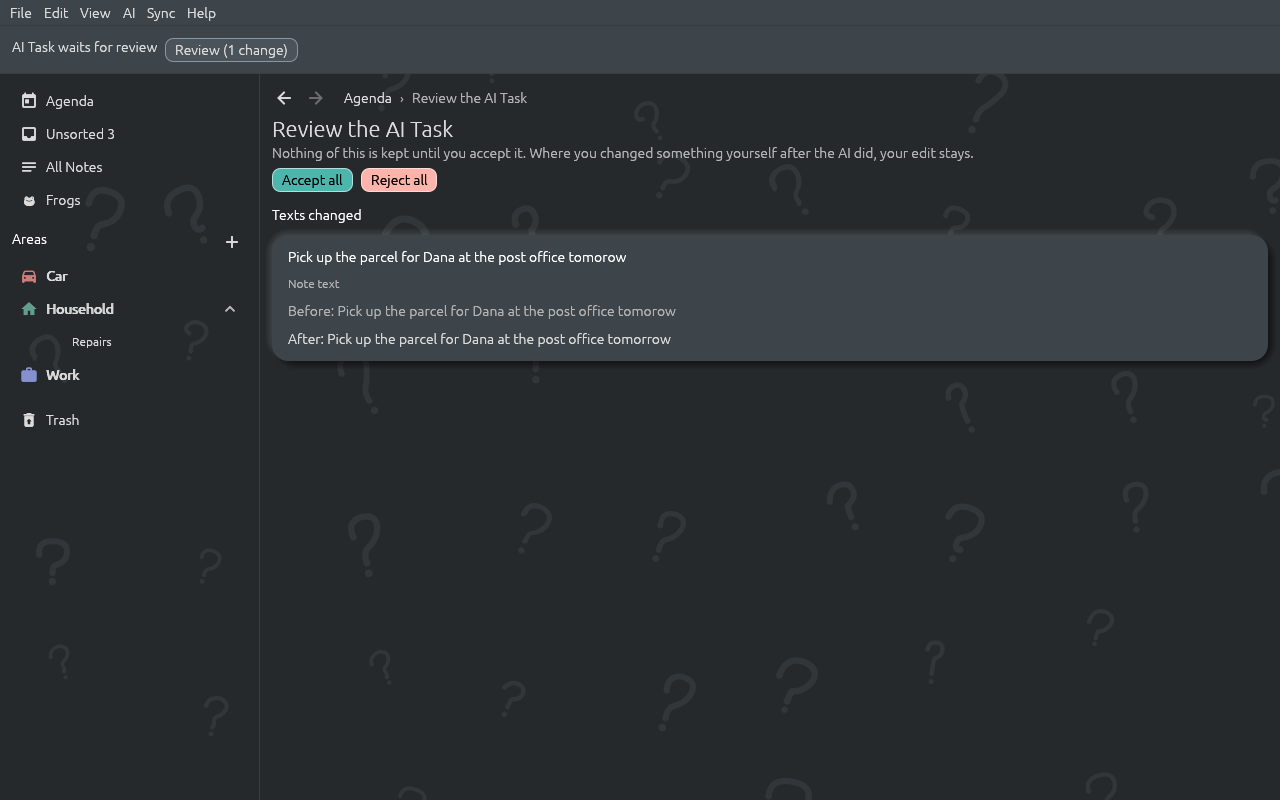 File Edit View AI Sync Help
AI Task waits for review Review (1 change)
Agenda
Unsorted 3
All Notes
Frogs
Areas
Car
Household
Repairs
Work
Trash
Agenda › Review the AI Task
Review the AI Task
Nothing of this is kept until you accept it. Where you changed something yourself after the AI did, your edit stays.
Accept all Reject all
Texts changed
Pick up the parcel for Dana at the post office tomorow
Note text
Before: Pick up the parcel for Dana at the post office tomorow
After: Pick up the parcel for Dana at the post office tomorrow